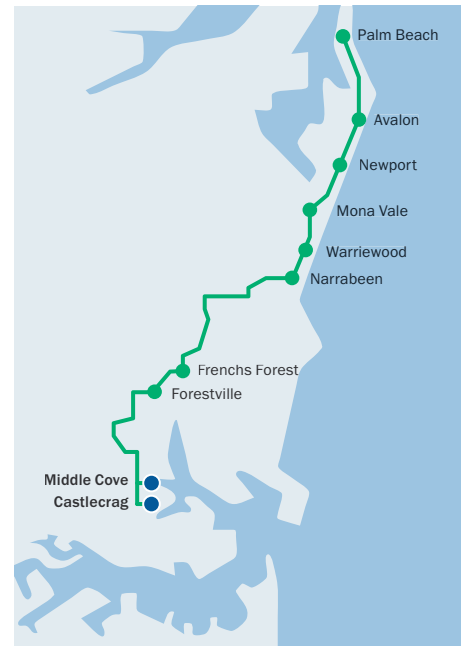 Palm Beach
Avalon
Newport
Mona Vale
Warriewood
Narrabeen
Frenchs Forest
Forestville
Middle Cove
Castlecrag